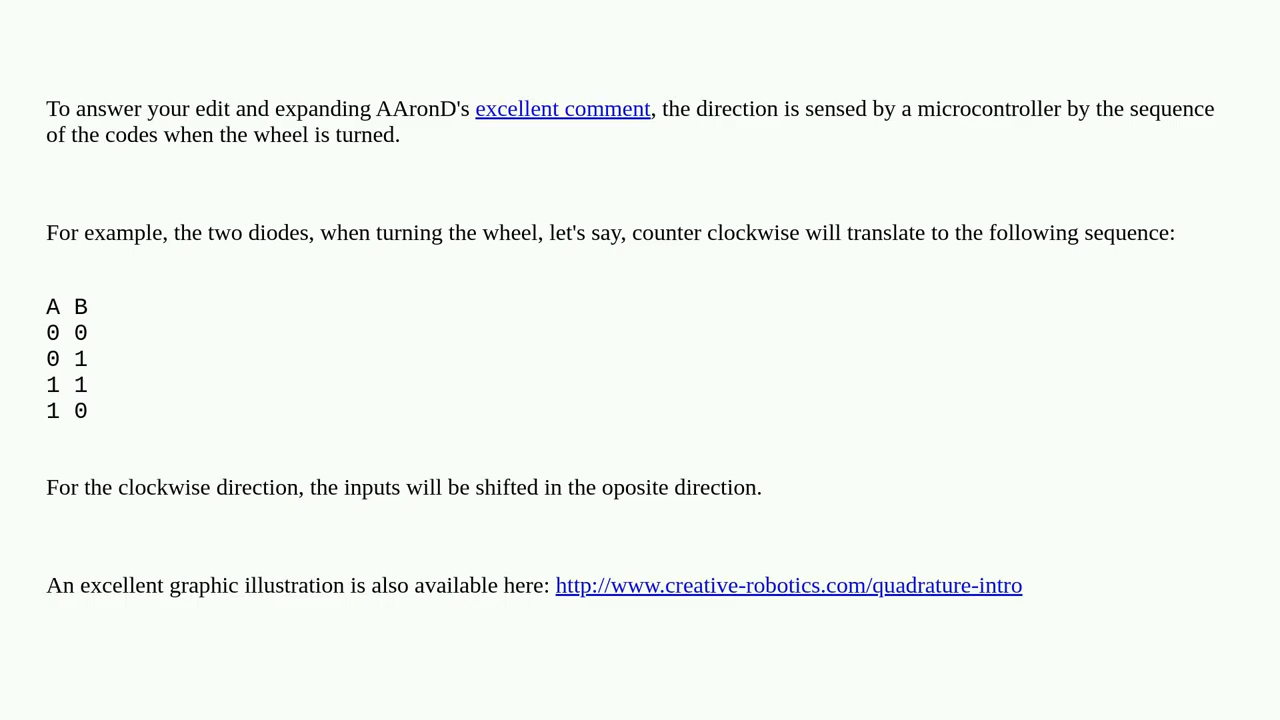 To answer your edit and expanding AAronD's excellent comment, the direction is sensed by a microcontroller by the sequence
of the codes when the wheel is turned.
For example, the two diodes, when turning the wheel, let's say, counter clockwise will translate to the following sequence:
A B
0 0
0 1
1 1
1 0
For the clockwise direction, the inputs will be shifted in the oposite direction.
An excellent graphic illustration is also available here: http://www.creative-robotics.com/quadrature-intro